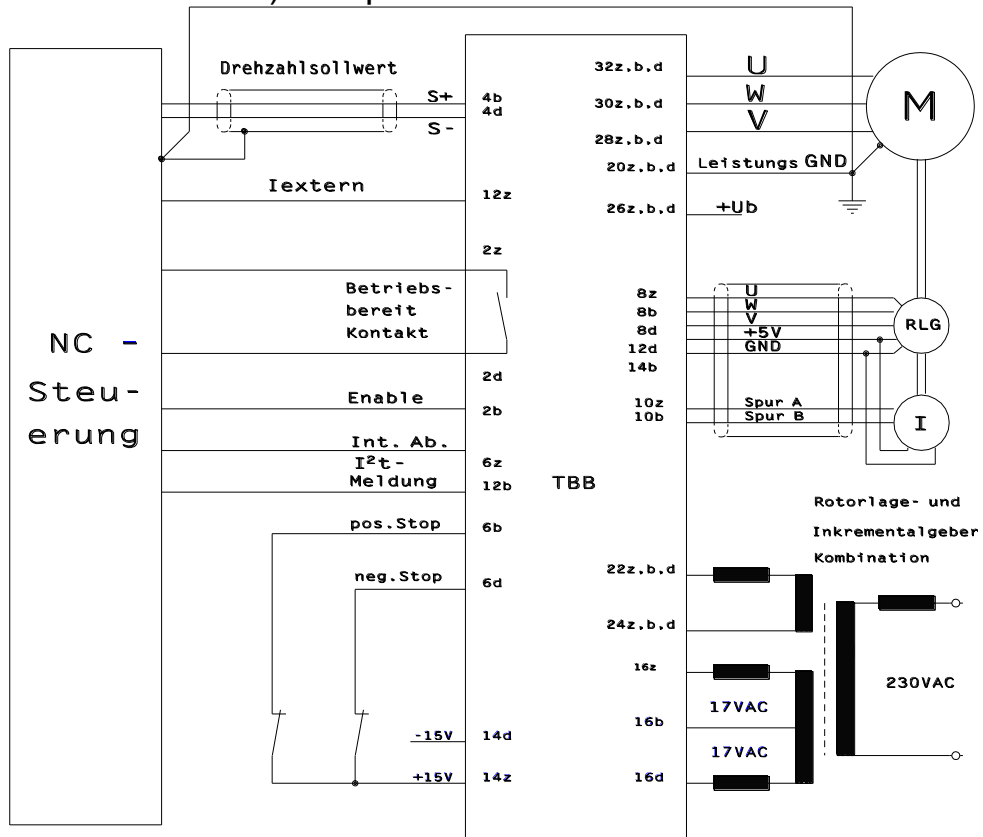 Drehzahlsollwert
S+
S-
4b
4d
Iextern
12z
2z
Betriebs-
bereit
Kontakt
2d
NC -
Steu-
erung
Enable
2b
Int. Ab.
6z
I²t-
Meldung
12b
pos.Stop
6b
neg.Stop
6d
-15V
14d
+15V
14z
TBB
32z,b,d
U
30z,b,d
W
V
28z,b,d
20z,b,d
Leistungs GND
26z,b,d
+Ub
M
8z
U
8b
W
8d
V
12d
+5V
GND
14b
RLG
10z
Spur A
10b
Spur B
I
Rotorlage- und
Inkrementalgeber
Kombination
22z,b,d
24z,b,d
16z
17VAC
16b
17VAC
16d
230VAC